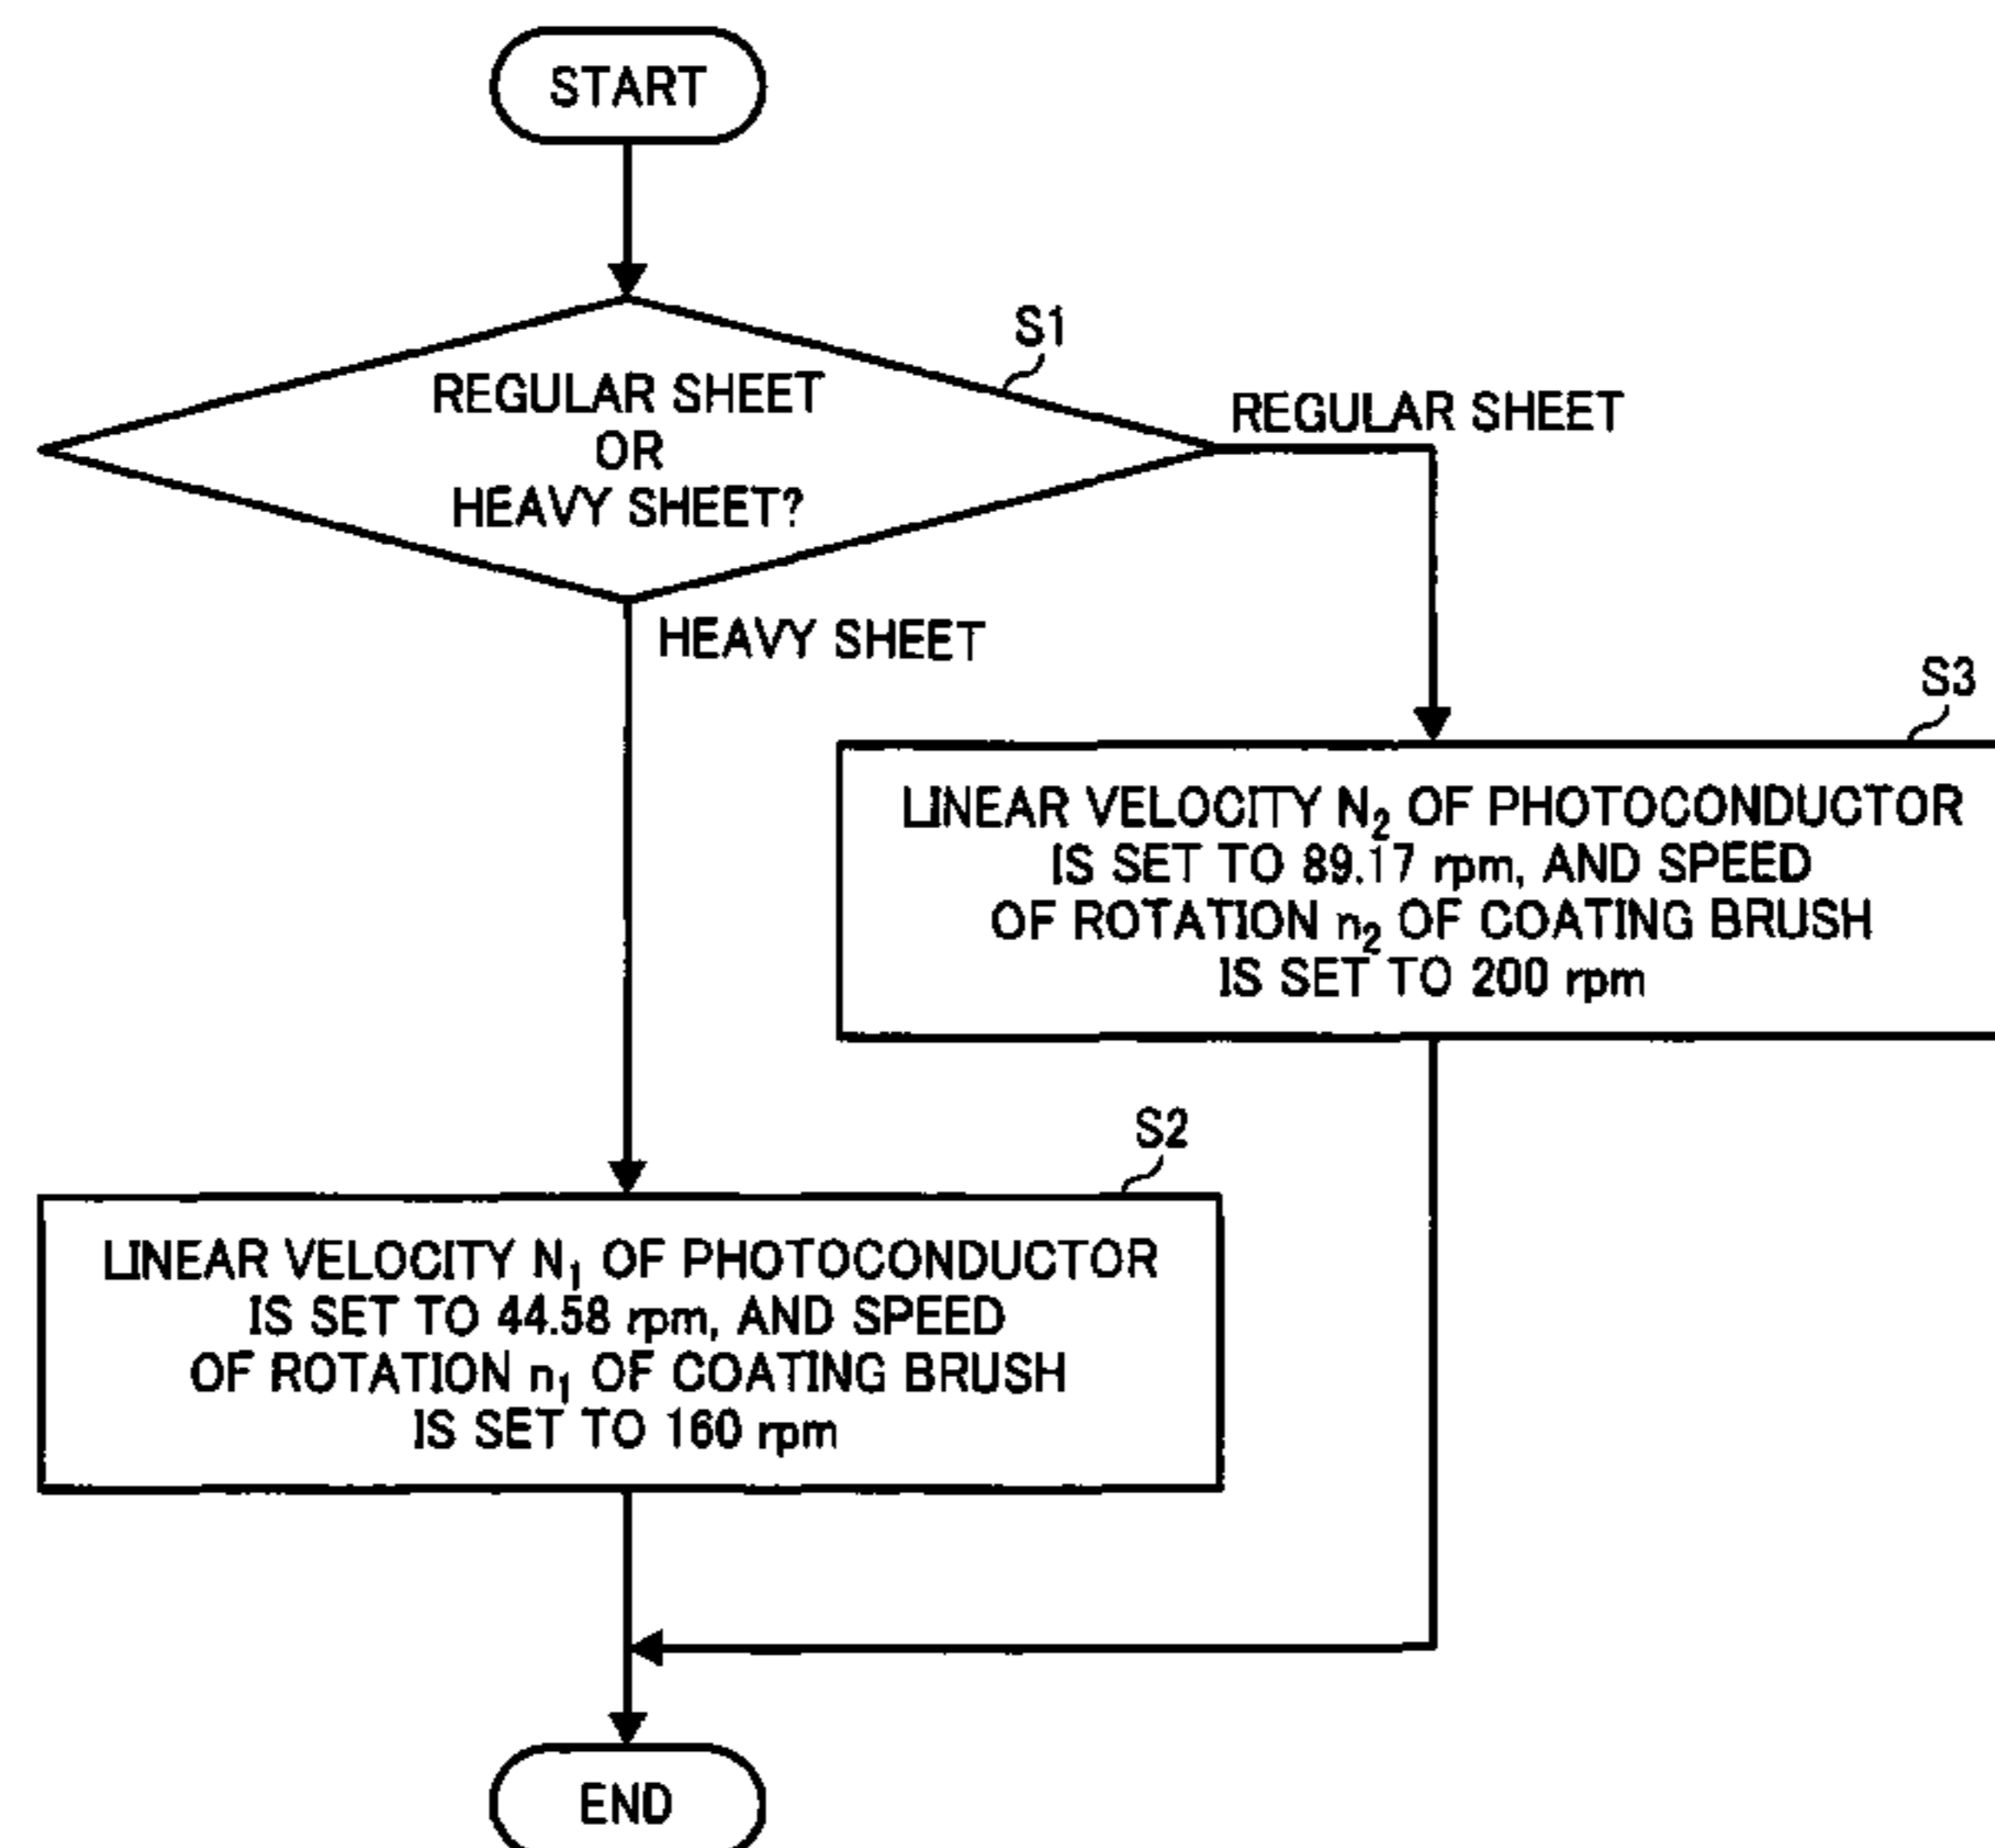 START
S1
REGULAR SHEET
OR
HEAVY SHEET?
REGULAR SHEET
HEAVY SHEET
S3
LINEAR VELOCITY N₂ OF PHOTOCONDUCTOR
IS SET TO 89.17 rpm, AND SPEED
OF ROTATION n₂ OF COATING BRUSH
IS SET TO 200 rpm
S2
LINEAR VELOCITY N₁ OF PHOTOCONDUCTOR
IS SET TO 44.58 rpm, AND SPEED
OF ROTATION n₁ OF COATING BRUSH
IS SET TO 160 rpm
END